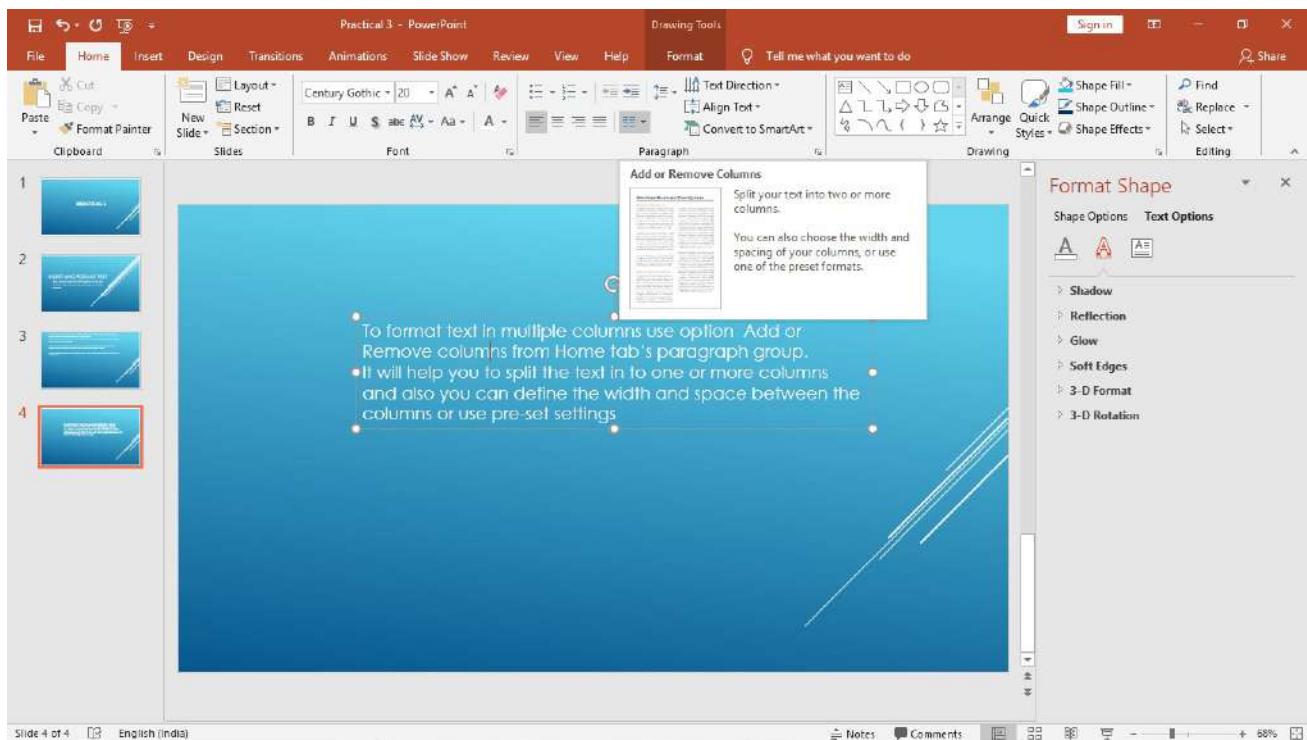 Practical 3 - PowerPoint
Drawing Tools
Sign in
File Home Insert Design Transitions Animations Slide Show Review View Help Format Tell me what you want to do Share
Paste
Cut
Copy
Format Painter
Clipboard
New Slide
Layout
Reset
Section
Slides
Century Gothic 20
B I U S abc AV Aa A
Font
Text Direction
Align Text
Convert to SmartArt
Paragraph
Arrange
Quick Styles
Shape Fill
Shape Outline
Shape Effects
Drawing
Find
Replace
Select
Editing
Add or Remove Columns
Split your text into two or more
columns.
You can also choose the width and
spacing of your columns, or use
one of the preset formats.
1
2
3
4
To format text in multiple columns use option Add or
Remove columns from Home tab's paragraph group.
It will help you to split the text in to one or more columns
and also you can define the width and space between the
columns or use pre-set settings
Format Shape
Shape Options Text Options
Shadow
Reflection
Glow
Soft Edges
3-D Format
3-D Rotation
Slide 4 of 4 English (India) Notes Comments 68%